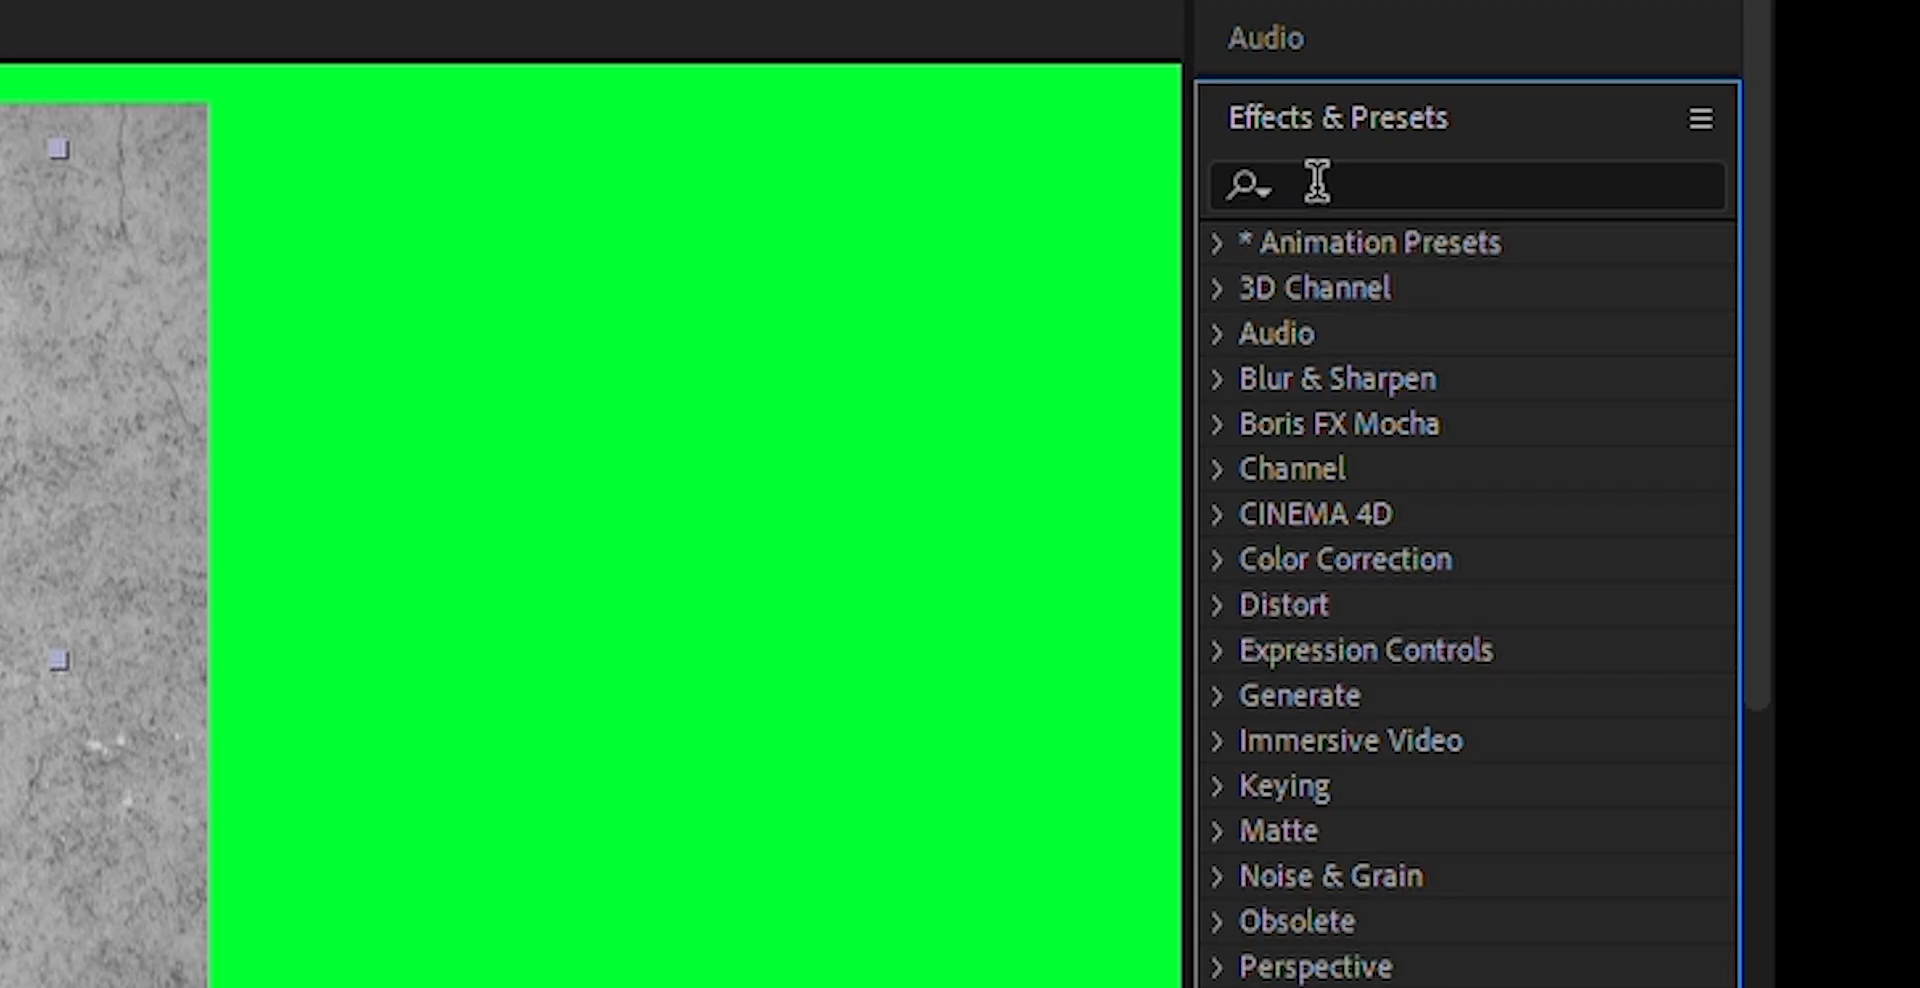 Audio
Effects & Presets
* Animation Presets
3D Channel
Audio
Blur & Sharpen
Boris FX Mocha
Channel
CINEMA 4D
Color Correction
Distort
Expression Controls
Generate
Immersive Video
Keying
Matte
Noise & Grain
Obsolete
Perspective